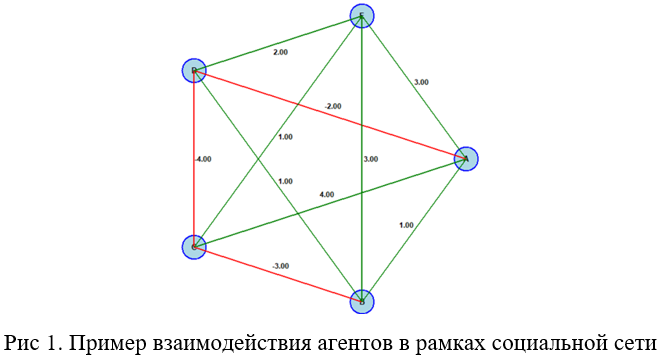 E
2.00
3.00
D
-2.00
1.00
-4.00
3.00
A
1.00
4.00
1.00
C
-3.00
B
Рис 1. Пример взаимодействия агентов в рамках социальной сети